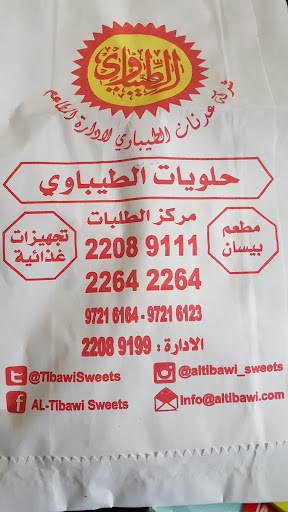 الطيباوي
شركة عدنان الطيباوي لادارة المطاعم
حلويات الطيباوي
مركز الطلبات
مطعم بيسان
تجهيزات غذائية
2208 9111
2264 2264
9721 6164 - 9721 6123
الادارة : 2208 9199
@TibawiSweets
@altibawi_sweets
AL-Tibawi Sweets
Info@altibawi.com